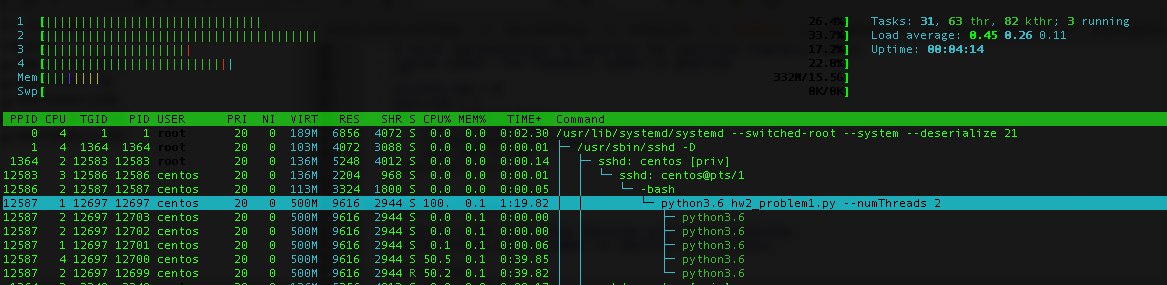 1 [||||||||||||||||||||||||||||| 26.4%] Tasks: 31, 63 thr, 82 kthr; 3 running
2 [||||||||||||||||||||||||||||||||||||| 33.7%] Load average: 0.45 0.26 0.11
3 [||||||||||||||||||| 17.2%] Uptime: 00:04:14
4 [|||||||||||||||||||||||| 22.0%]
Mem[|||||||| 332M/15.5G]
Swp[ 0K/0K]
PPID CPU TGID PID USER PRI NI VIRT RES SHR S CPU% MEM% TIME+ Command
0 4 1 1 root 20 0 189M 6856 4072 S 0.0 0.0 0:02.30 /usr/lib/systemd/systemd --switched-root --system --deserialize 21
1 4 1364 1364 root 20 0 103M 4072 3088 S 0.0 0.0 0:00.01 ├─ /usr/sbin/sshd -D
1364 2 12583 12583 root 20 0 136M 5248 4012 S 0.0 0.0 0:00.14 │ ├─ sshd: centos [priv]
12583 3 12586 12586 centos 20 0 136M 2204 968 S 0.0 0.0 0:00.01 │ │ └─ sshd: centos@pts/1
12586 2 12587 12587 centos 20 0 113M 3324 1800 S 0.0 0.0 0:00.05 │ │ └─ -bash
12587 1 12697 12697 centos 20 0 500M 9616 2944 S 100. 0.1 1:19.82 │ │ └─ python3.6 hw2_problem1.py --numThreads 2
12587 2 12697 12703 centos 20 0 500M 9616 2944 S 0.0 0.1 0:00.00 │ │ ├─ python3.6
12587 2 12697 12702 centos 20 0 500M 9616 2944 S 0.0 0.1 0:00.00 │ │ ├─ python3.6
12587 1 12697 12701 centos 20 0 500M 9616 2944 S 0.1 0.1 0:00.06 │ │ ├─ python3.6
12587 4 12697 12700 centos 20 0 500M 9616 2944 S 50.5 0.1 0:39.85 │ │ ├─ python3.6
12587 2 12697 12699 centos 20 0 500M 9616 2944 R 50.2 0.1 0:39.82 │ │ └─ python3.6